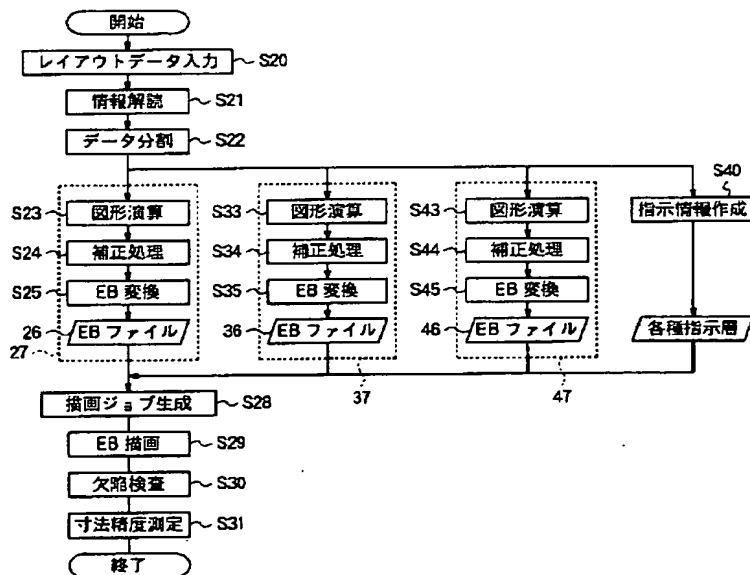 開始
レイアウトデータ入力 S20
情報解読 S21
データ分割 S22
S40
S23 図形演算 S33 図形演算 S43 図形演算 指示情報作成
S24 補正処理 S34 補正処理 S44 補正処理
S25 EB 変換 S35 EB 変換 S45 EB 変換
26 EB ファイル 36 EB ファイル 46 EB ファイル 各種指示層
27
37 47
描画ジョブ生成 S28
EB 描画 S29
欠陥検査 S30
寸法精度測定 S31
終了